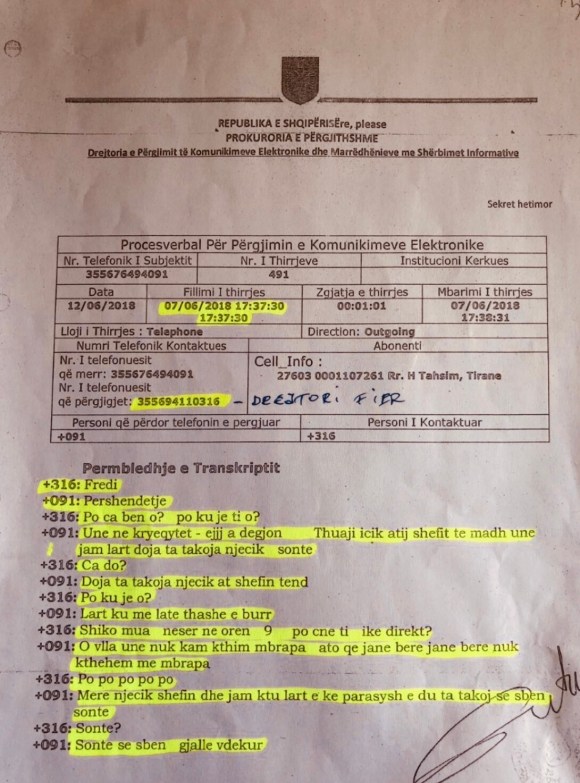 REPUBLIKA E SHQIPËRISËre, please
PROKURORIA E PËRGJITHSHME
Drejtoria e Përgjimit të Komunikimeve Elektronike dhe Marrëdhënieve me Shërbimet Informative
Sekret hetimor
Procesverbal Për Përgjimin e Komunikimeve Elektronike
Nr. Telefonik I Subjektit Nr. I Thirrjeve Institucioni Kerkues
355676494091 491
Data Fillimi I thirrjes Zgjatja e thirrjes Mbarimi I thirrjes
12/06/2018 07/06/2018 17:37:30 00:01:01 07/06/2018
17:37:30 17:38:31
Lloji i Thirrjes : Telephone Direction: Outgoing
Numri Telefonik Kontaktues Abonenti
Nr. I telefonuesit Cell_Info :
që merr: 355676494091 27603 0001107261 Rr. H Tahsim, Tirane
Nr. I telefonuesit
që përgjigjet: 355694110316 - DREJTORI FIER
Personi që përdor telefonin e pergjuar Personi I Kontaktuar
+091 +316
Permbledhje e Transkriptit
+316: Fredi
+091: Pershendetje
+316: Po ca ben o? po ku je ti o?
+091: Une ne kryeqytet - ejjj a degjon Thuaji icik atij shefit te madh une
jam lart doja ta takoja njecik sonte
+316: Ca do?
+091: Doja ta takoja njecik at shefin tend
+316: Po ku je o?
+091: Lart ku me late thashe e burr
+316: Shiko mua neser ne oren 9 po cne ti ike direkt?
+091: O vlla une nuk kam kthim mbrapa ato qe jane bere jane bere nuk
kthehem me mbrapa
+316: Po po po po po
+091: Mere njecik shefin dhe jam ktu lart e ke parasysh e du ta takoj se sben
sonte
+316: Sonte?
+091: Sonte se sben gjalle vdekur